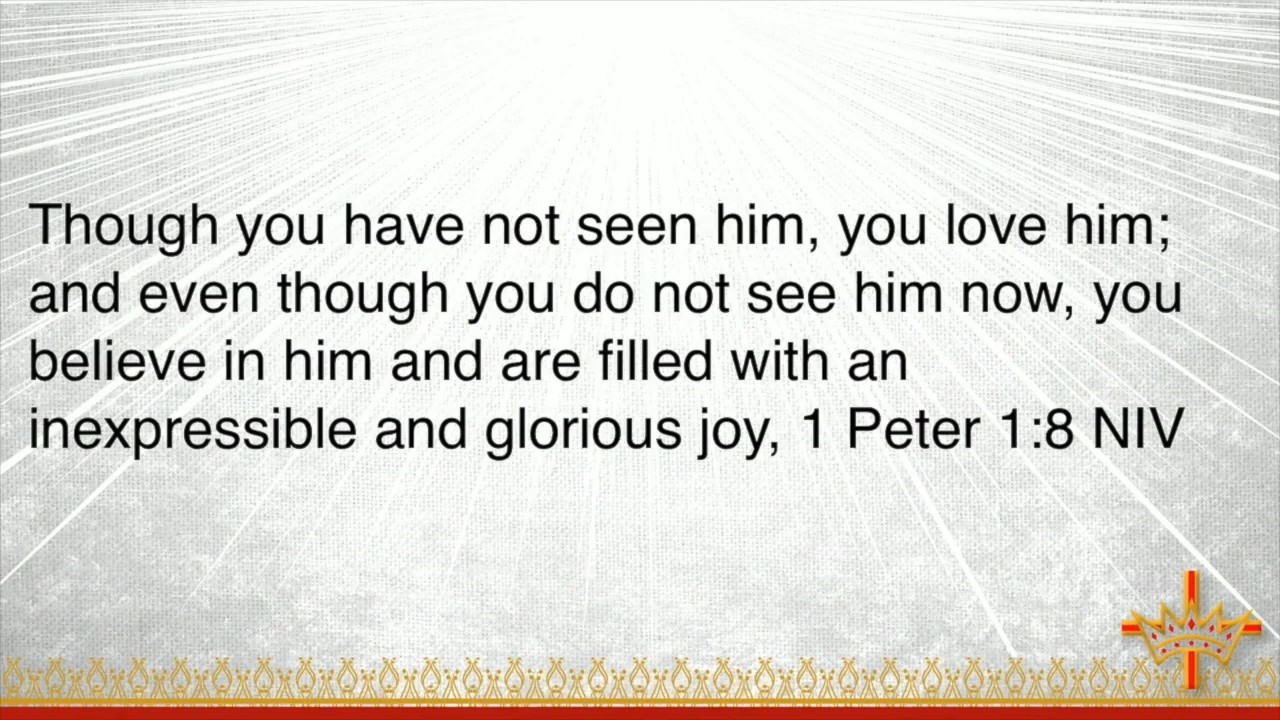 Though you have not seen him, you love him;
and even though you do not see him now, you
believe in him and are filled with an
inexpressible and glorious joy, 1 Peter 1:8 NIV